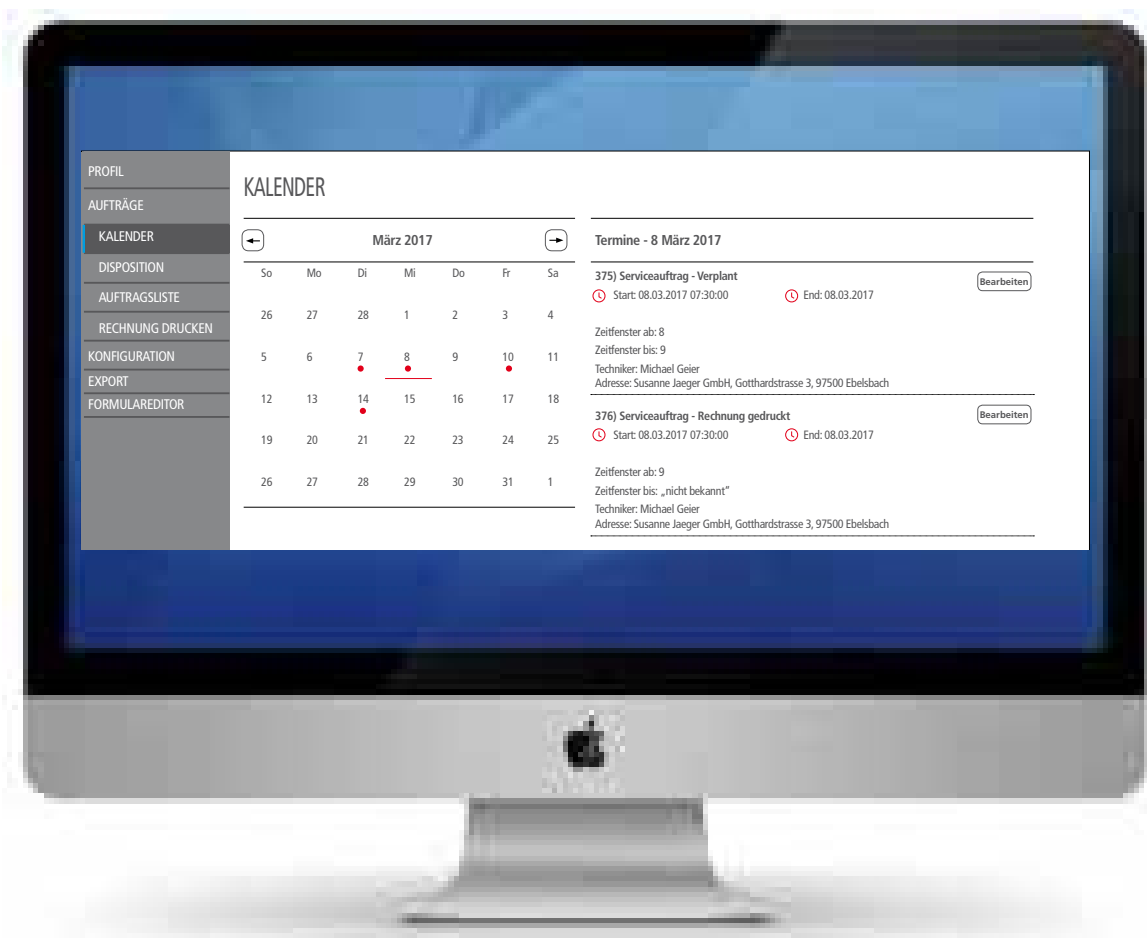 PROFIL
AUFTRÄGE
KALENDER
DISPOSITION
AUFTRAGSLISTE
RECHNUNG DRUCKEN
KONFIGURATION
EXPORT
FORMULAREDITOR
KALENDER
März 2017
So Mo Di Mi Do Fr Sa
26 27 28 1 2 3 4
5 6 7 8 9 10 11
12 13 14 15 16 17 18
19 20 21 22 23 24 25
26 27 28 29 30 31 1
Termine - 8 März 2017
375) Serviceauftrag - Verplant
Bearbeiten
Start: 08.03.2017 07:30:00 End: 08.03.2017
Zeitfenster ab: 8
Zeitfenster bis: 9
Techniker: Michael Geier
Adresse: Susanne Jaeger GmbH, Gotthardstrasse 3, 97500 Ebelsbach
376) Serviceauftrag - Rechnung gedruckt
Bearbeiten
Start: 08.03.2017 07:30:00 End: 08.03.2017
Zeitfenster ab: 9
Zeitfenster bis: „nicht bekannt“
Techniker: Michael Geier
Adresse: Susanne Jaeger GmbH, Gotthardstrasse 3, 97500 Ebelsbach